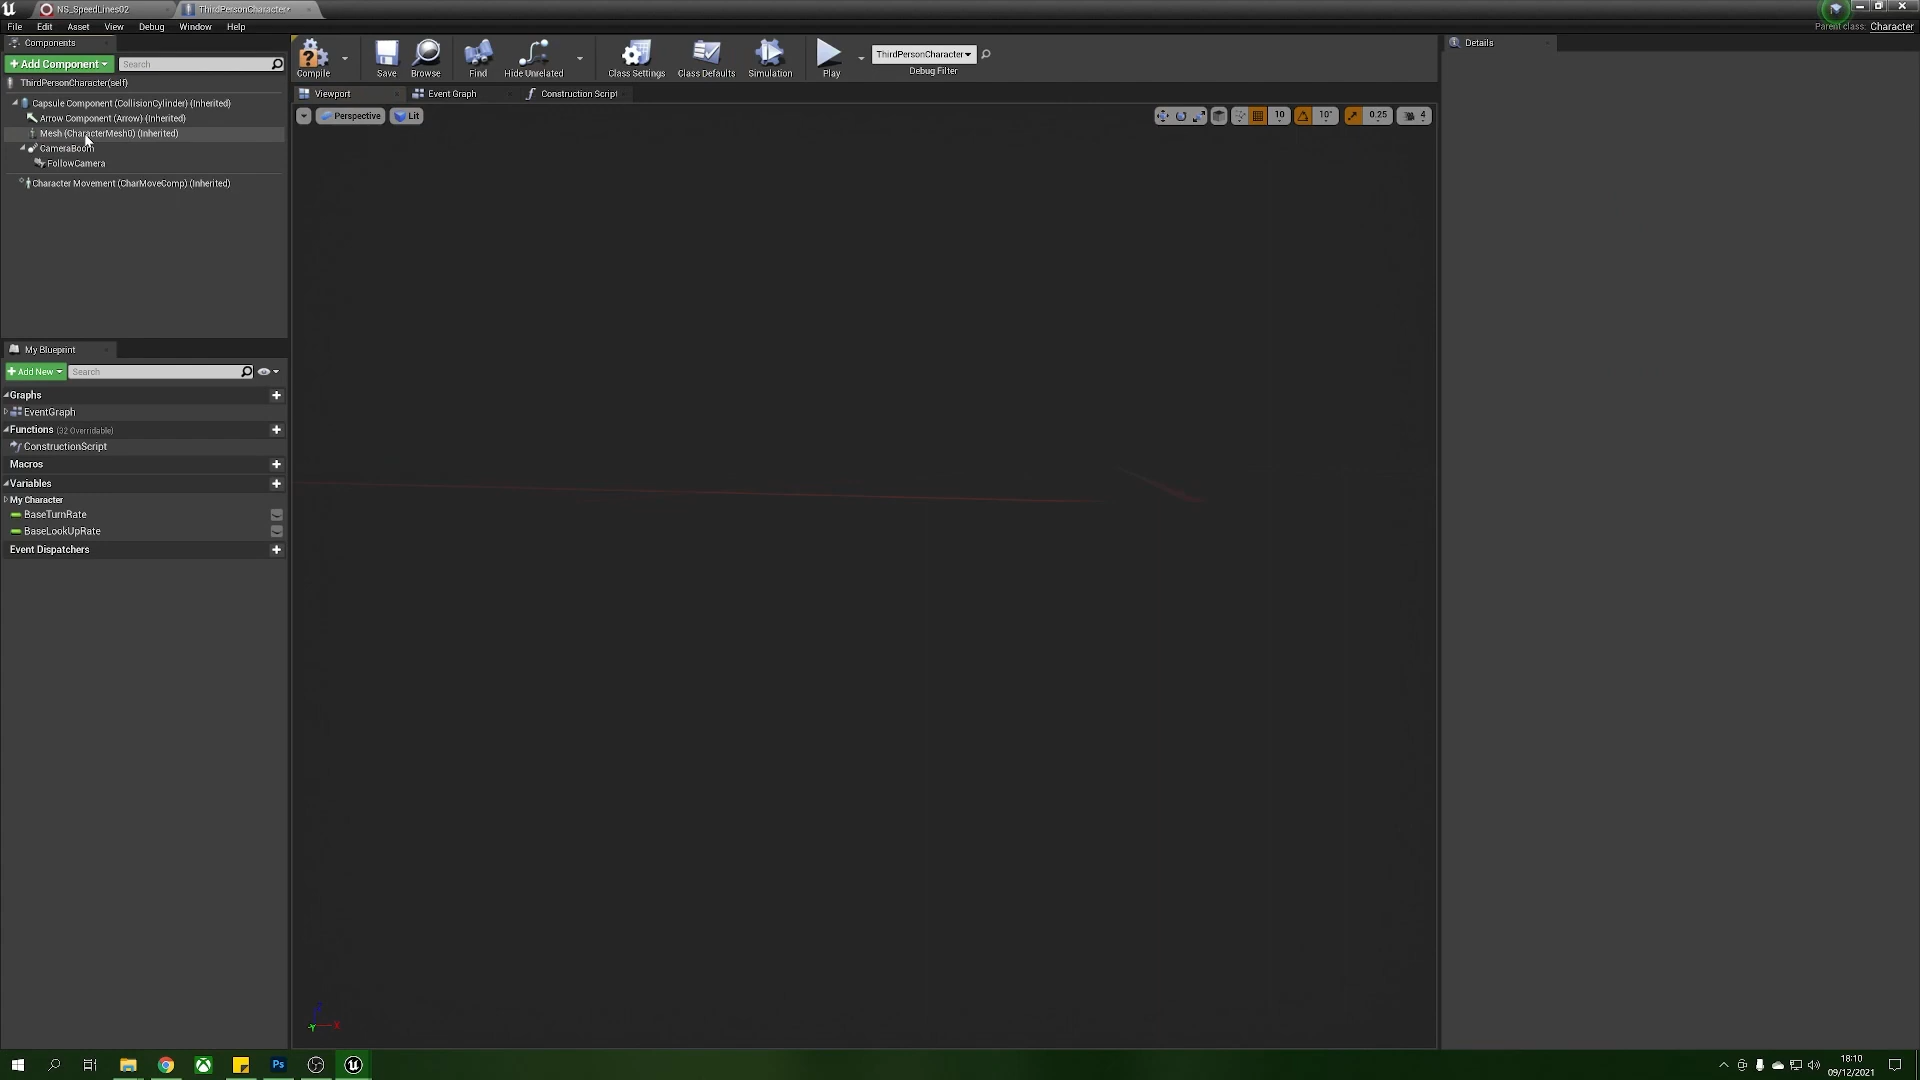 NS_SpeedLines02
ThirdPersonCharacter*
File Edit Asset View Debug Window Help
Parent class: Character
Components
+ Add Component
Search
ThirdPersonCharacter(self)
Capsule Component (CollisionCylinder) (Inherited)
Arrow Component (Arrow) (Inherited)
Mesh (CharacterMesh0) (Inherited)
CameraBoom
FollowCamera
Character Movement (CharMoveComp) (Inherited)
My Blueprint
+ Add New
Search
Graphs
EventGraph
Functions (32 Overridable)
ConstructionScript
Macros
Variables
My Character
BaseTurnRate
BaseLookUpRate
Event Dispatchers
Compile
Save
Browse
Find
Hide Unrelated
Class Settings
Class Defaults
Simulation
Play
ThirdPersonCharacter
Debug Filter
Viewport
Event Graph
Construction Script
Perspective
Lit
10
10°
0.25
4
Z
Y
X
Details
Ps
18:10
09/12/2021